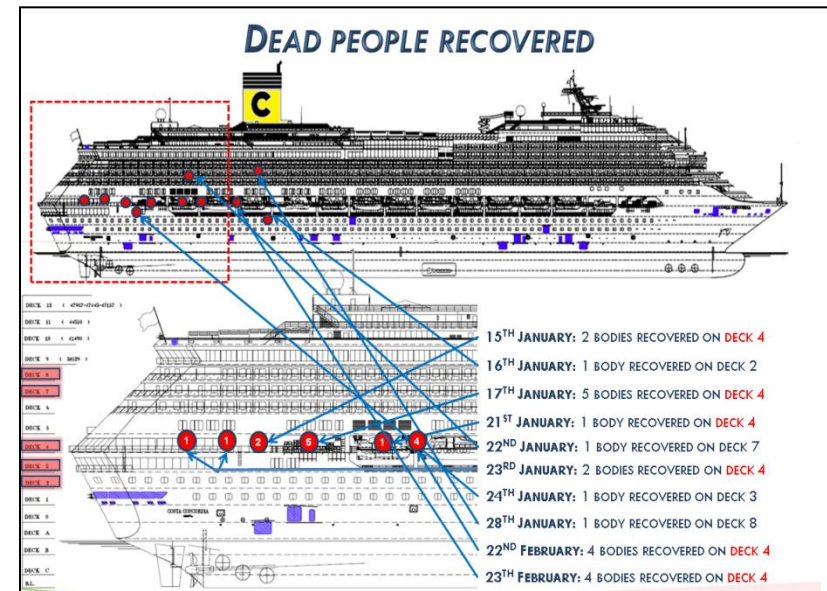 DEAD PEOPLE RECOVERED
C
DECK 11 ( 44510 )
DECK 9
DECK 8
DECK 7
DECK 6
DECK 5
DECK 4
DECK 3
DECK 2
DECK 1
DECK 0
DECK A
DECK B
DECK C
B.L.
1
1
2
5
1
4
COSTA CONCORDIA
15TH JANUARY: 2 BODIES RECOVERED ON DECK 4
16TH JANUARY: 1 BODY RECOVERED ON DECK 2
17TH JANUARY: 5 BODIES RECOVERED ON DECK 4
21ST JANUARY: 1 BODY RECOVERED ON DECK 4
22ND JANUARY: 1 BODY RECOVERED ON DECK 7
23RD JANUARY: 2 BODIES RECOVERED ON DECK 4
24TH JANUARY: 1 BODY RECOVERED ON DECK 3
28TH JANUARY: 1 BODY RECOVERED ON DECK 8
22ND FEBRUARY: 4 BODIES RECOVERED ON DECK 4
23TH FEBRUARY: 4 BODIES RECOVERED ON DECK 4